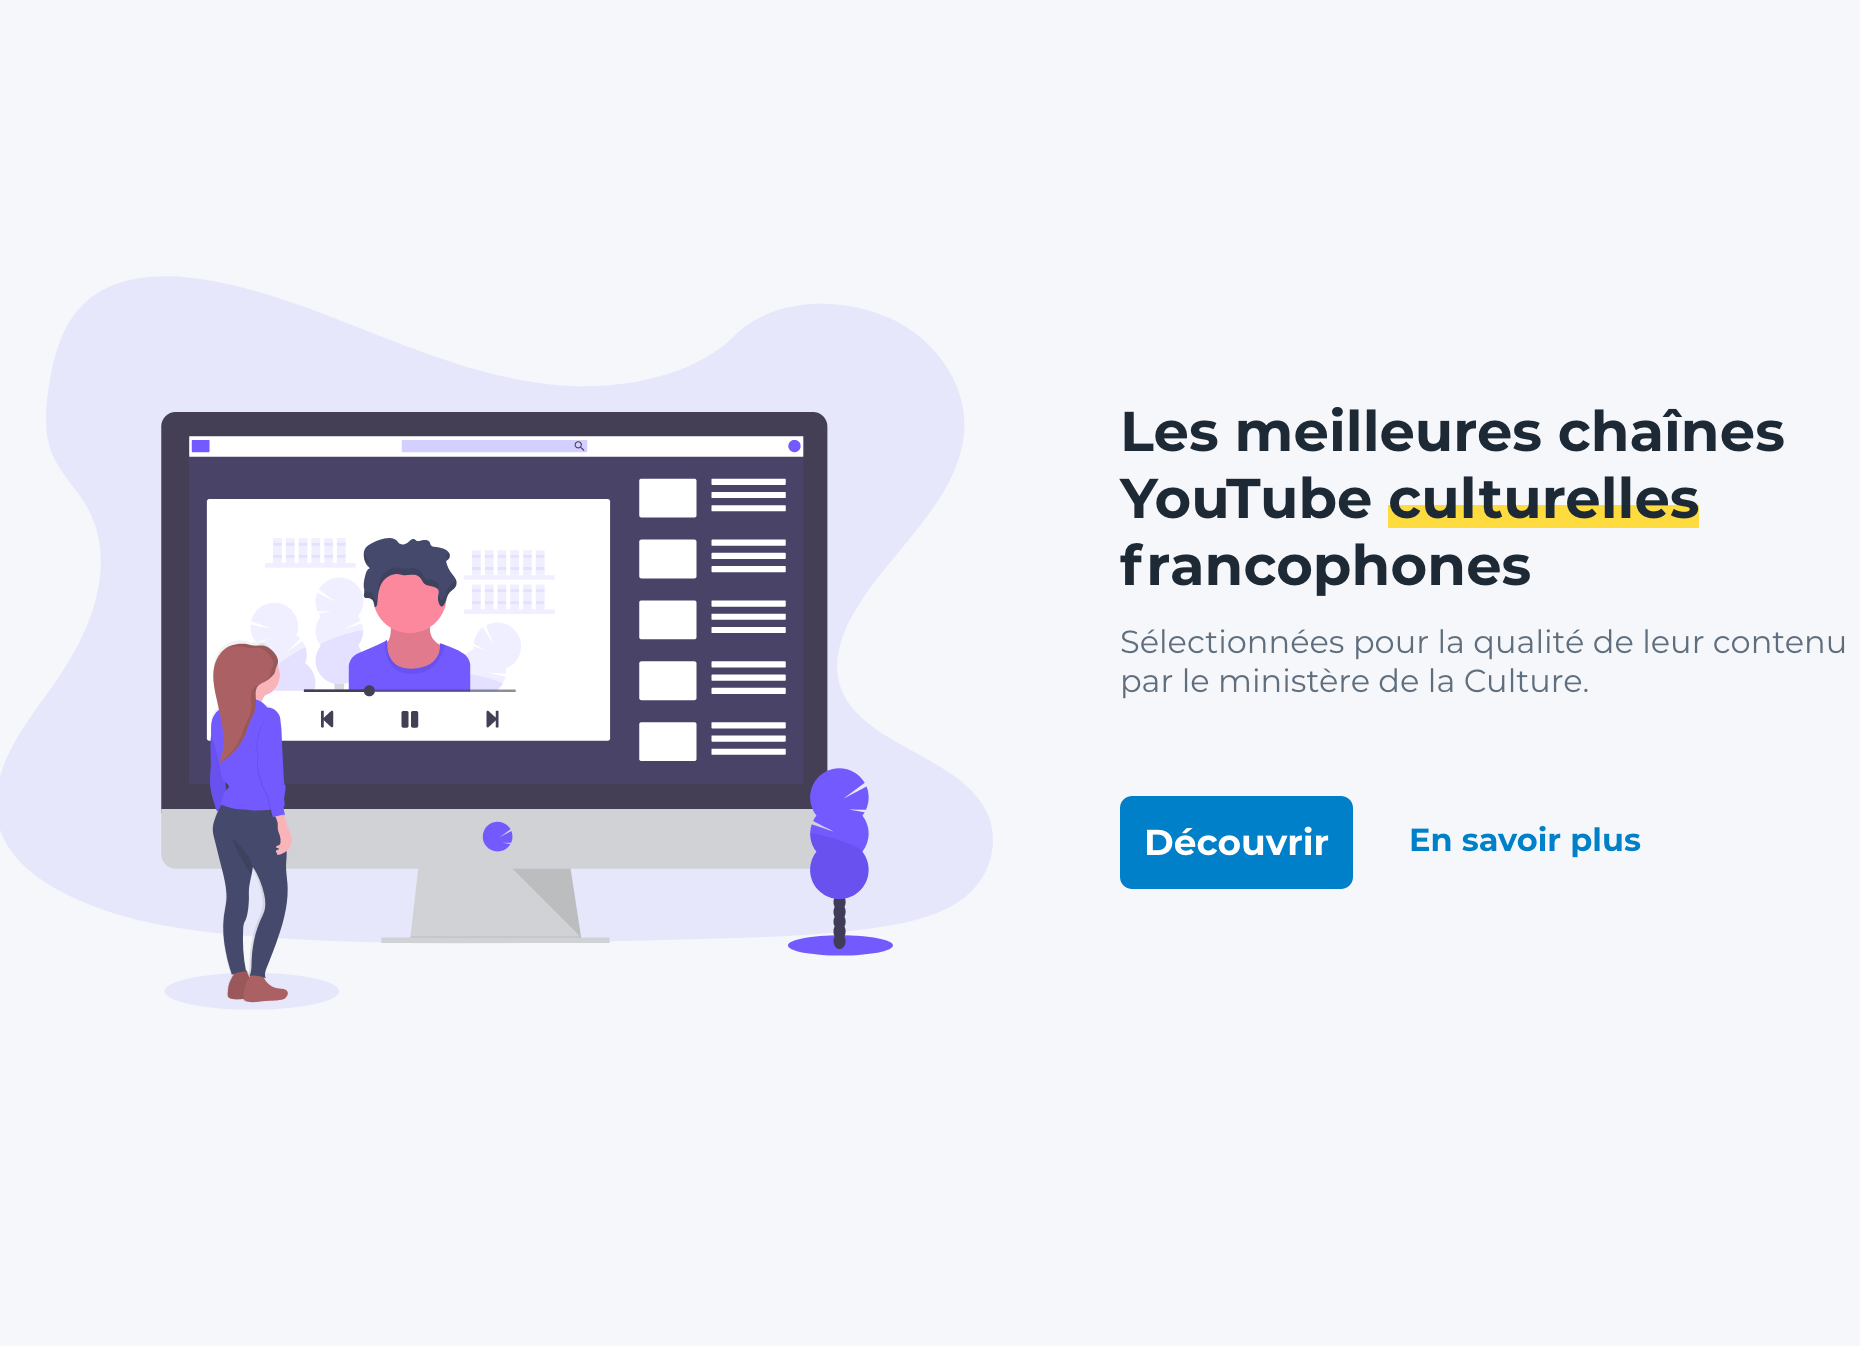 Les meilleures chaînes
YouTube culturelles
francophones
Sélectionnées pour la qualité de leur contenu
par le ministère de la Culture.
Découvrir
En savoir plus